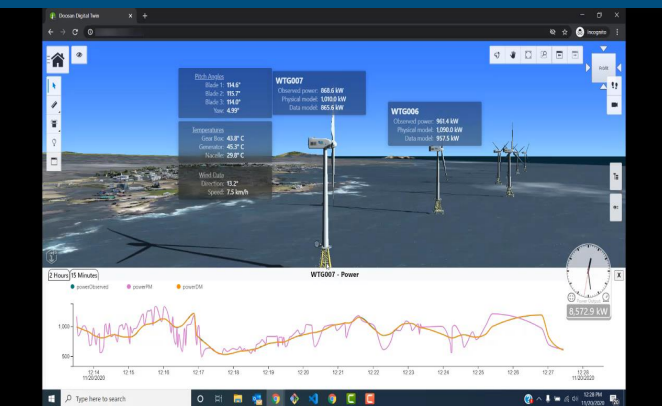 Doosan Digital Twin
Incognito
Pitch Angles
Blade 1: 114.6°
Blade 2: 115.7°
Blade 3: 114.0°
Yaw: 4.99°
Temperatures
Gear Box: 43.8° C
Generator: 45.3° C
Nacelle: 29.8° C
Wind Data
Direction: 13.2°
Speed: 7.5 km/h
WTG007
Observed power: 868.6 kW
Physical model: 1,010.0 kW
Data model: 865.6 kW
WTG006
Observed power: 961.4 kW
Physical model: 1,090.0 kW
Data model: 957.5 kW
8,572.9 kW
2 Hours 15 Minutes
WTG007 - Power
X
powerObserved powerPM powerDM
1,000
500
12:14 12:15 12:16 12:17 12:18 12:19 12:20 12:21 12:22 12:23 12:24 12:25 12:26 12:27 12:28
11/20/2020 11/20/2020
Type here to search
12:28 PM
11/20/2020